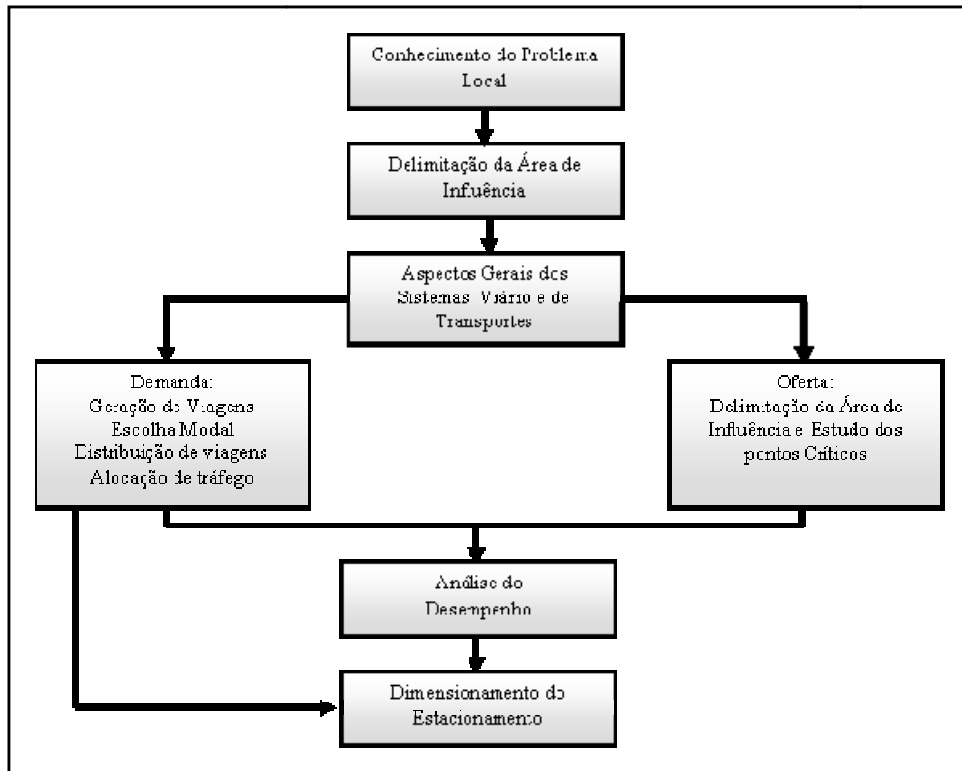 Conhecimento do Problema
Local
Delimitação da Área de
Influência
Aspectos Gerais dos
Sistemas Viário e de
Transportes
Demanda:
Geração de Viagens
Escolha Modal
Distribuição de viagens
Alocação de tráfego
Oferta:
Delimitação da Área de
Influência e Estudo dos
pontos Críticos
Análise do
Desempenho
Dimensionamento do
Estacionamento